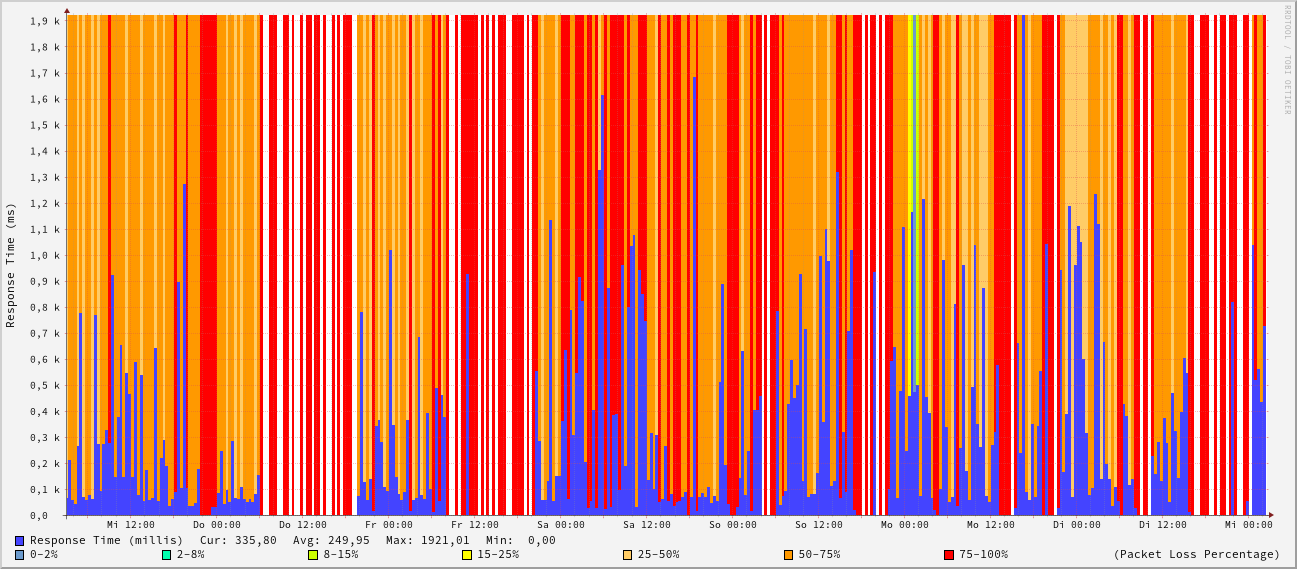 1,9 k
1,8 k
1,7 k
1,6 k
1,5 k
1,4 k
1,3 k
1,2 k
1,1 k
1,0 k
0,9 k
0,8 k
0,7 k
0,6 k
0,5 k
0,4 k
0,3 k
0,2 k
0,1 k
0,0
Response Time (ms)
RRDTOOL / TOBI OETIKER
Mi 12:00 Do 00:00 Do 12:00 Fr 00:00 Fr 12:00 Sa 00:00 Sa 12:00 So 00:00 So 12:00 Mo 00:00 Mo 12:00 Di 00:00 Di 12:00 Mi 00:00
Response Time (millis) Cur: 335,80 Avg: 249,95 Max: 1921,01 Min: 0,00
0-2% 2-8% 8-15% 15-25% 25-50% 50-75% 75-100% (Packet Loss Percentage)